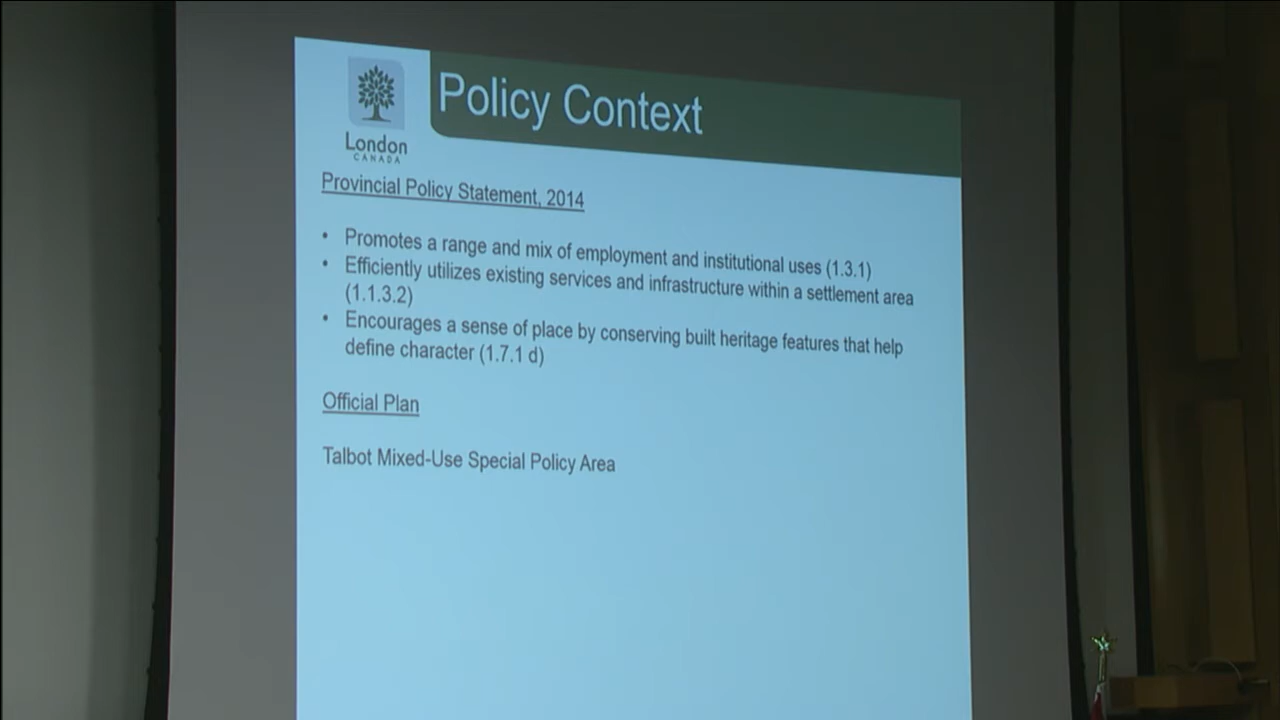 Policy Context
London
CANADA
Provincial Policy Statement, 2014
• Promotes a range and mix of employment and institutional uses (1.3.1)
• Efficiently utilizes existing services and infrastructure within a settlement area
(1.1.3.2)
• Encourages a sense of place by conserving built heritage features that help
define character (1.7.1 d)
Official Plan
Talbot Mixed-Use Special Policy Area